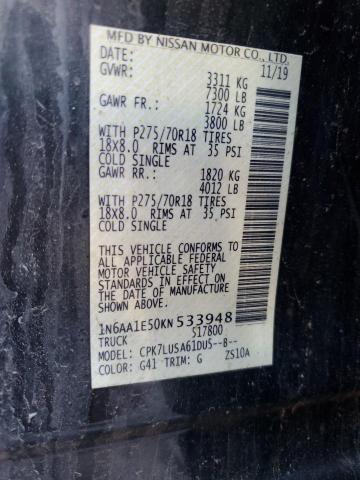 MFD BY NISSAN MOTOR CO., LTD.
DATE: 11/19
GVWR: 3311 KG
7300 LB
GAWR FR.: 1724 KG
3800 LB
WITH P275/70R18 TIRES
18X8.0 RIMS AT 35 PSI
COLD SINGLE
GAWR RR.: 1820 KG
4012 LB
WITH P275/70R18 TIRES
18X8.0 RIMS AT 35 PSI
COLD SINGLE
THIS VEHICLE CONFORMS TO
ALL APPLICABLE FEDERAL
MOTOR VEHICLE SAFETY
STANDARDS IN EFFECT ON
THE DATE OF MANUFACTURE
SHOWN ABOVE.
1N6AA1E50KN533948
TRUCK S17800
MODEL: CPK7LUSA61DU5--B--
COLOR: G41 TRIM: G ZS10A